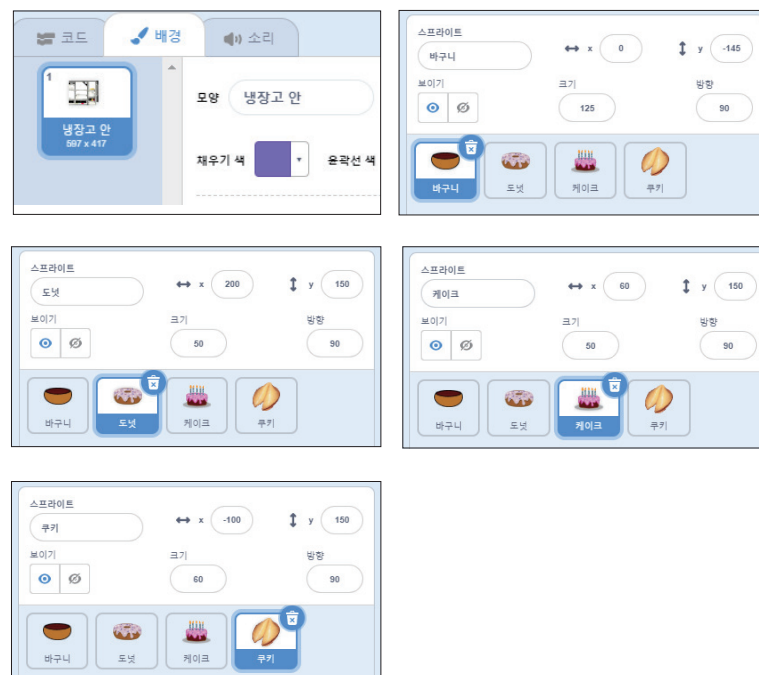 코드 배경 소리
1
냉장고 안
597 x 417
모양 냉장고 안
채우기 색 윤곽선 색
스프라이트
바구니 x 0 y -145
보이기 크기 방향
125 90
바구니 도넛 케이크 쿠키
스프라이트
도넛 x 200 y 150
보이기 크기 방향
50 90
바구니 도넛 케이크 쿠키
스프라이트
케이크 x 60 y 150
보이기 크기 방향
50 90
바구니 도넛 케이크 쿠키
스프라이트
쿠키 x -100 y 150
보이기 크기 방향
60 90
바구니 도넛 케이크 쿠키